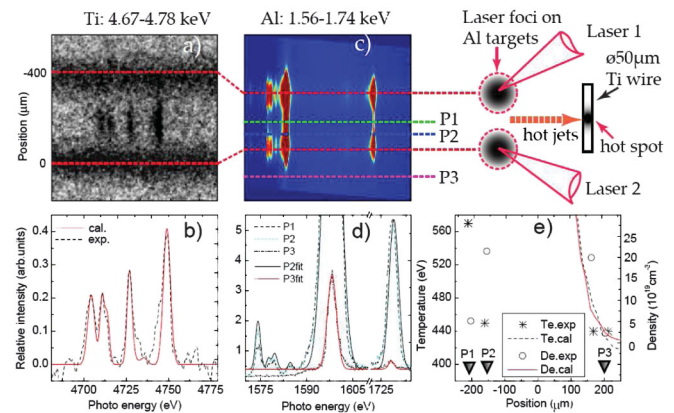 Ti: 4.67-4.78 keV
Al: 1.56-1.74 keV
Laser foci on
Al targets
Laser 1
ø50µm
Ti wire
hot jets
hot spot
Laser 2
a)
-400
0
Position (µm)
c)
P1
P2
P3
b)
cal.
exp.
Relative intensity (arb.units)
0.4
0.3
0.2
0.1
0.0
4700
4725
4750
4775
Photo energy (eV)
d)
P1
P2
P3
P2fit
P3fit
5
4
3
2
1
1575
1590
1605
1725
Photo energy (eV)
e)
Temperature (eV)
560
520
480
440
400
Density (10¹⁹cm⁻³)
25
20
15
10
5
0
Te.exp
Te.cal
De.exp
De.cal
P1
P2
P3
-200
-100
0
100
200
Position (µm)